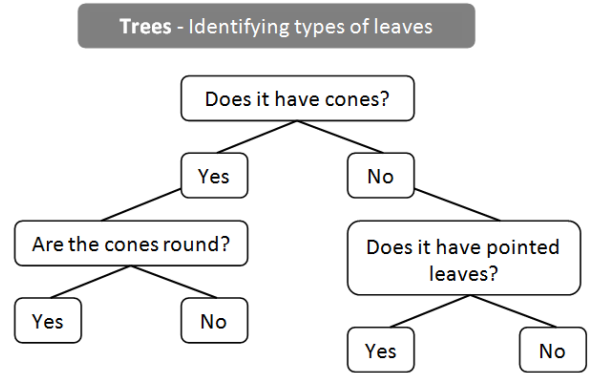 Trees - Identifying types of leaves
Does it have cones?
Yes
No
Are the cones round?
Does it have pointed
leaves?
Yes
No
Yes
No